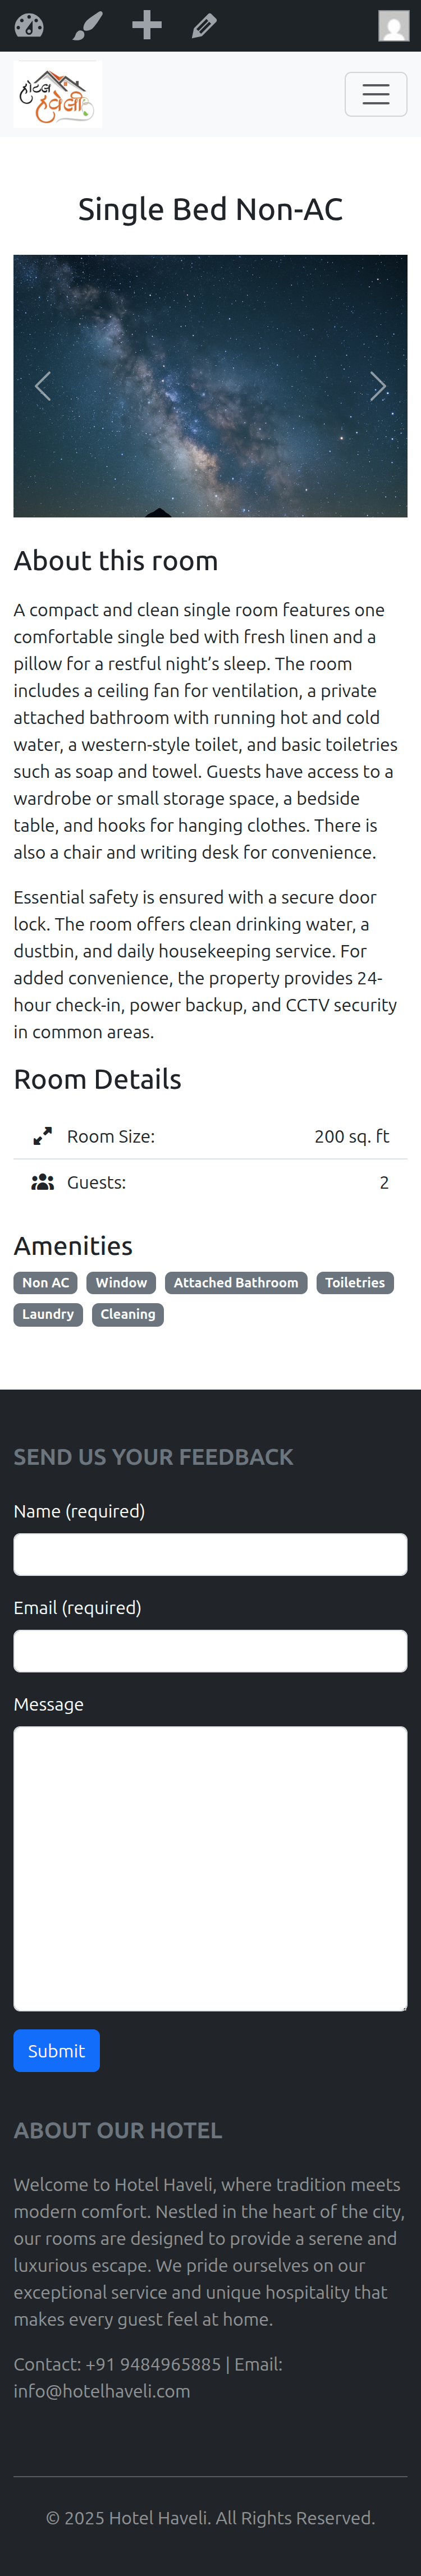 होटल
हवेली
Single Bed Non-AC
About this room
A compact and clean single room features one
comfortable single bed with fresh linen and a
pillow for a restful night’s sleep. The room
includes a ceiling fan for ventilation, a private
attached bathroom with running hot and cold
water, a western-style toilet, and basic toiletries
such as soap and towel. Guests have access to a
wardrobe or small storage space, a bedside
table, and hooks for hanging clothes. There is
also a chair and writing desk for convenience.
Essential safety is ensured with a secure door
lock. The room offers clean drinking water, a
dustbin, and daily housekeeping service. For
added convenience, the property provides 24-
hour check-in, power backup, and CCTV security
in common areas.
Room Details
Room Size: 200 sq. ft
Guests: 2
Amenities
Non AC Window Attached Bathroom Toiletries
Laundry Cleaning
SEND US YOUR FEEDBACK
Name (required)
Email (required)
Message
Submit
ABOUT OUR HOTEL
Welcome to Hotel Haveli, where tradition meets
modern comfort. Nestled in the heart of the city,
our rooms are designed to provide a serene and
luxurious escape. We pride ourselves on our
exceptional service and unique hospitality that
makes every guest feel at home.
Contact: +91 9484965885 | Email:
info@hotelhaveli.com
© 2025 Hotel Haveli. All Rights Reserved.